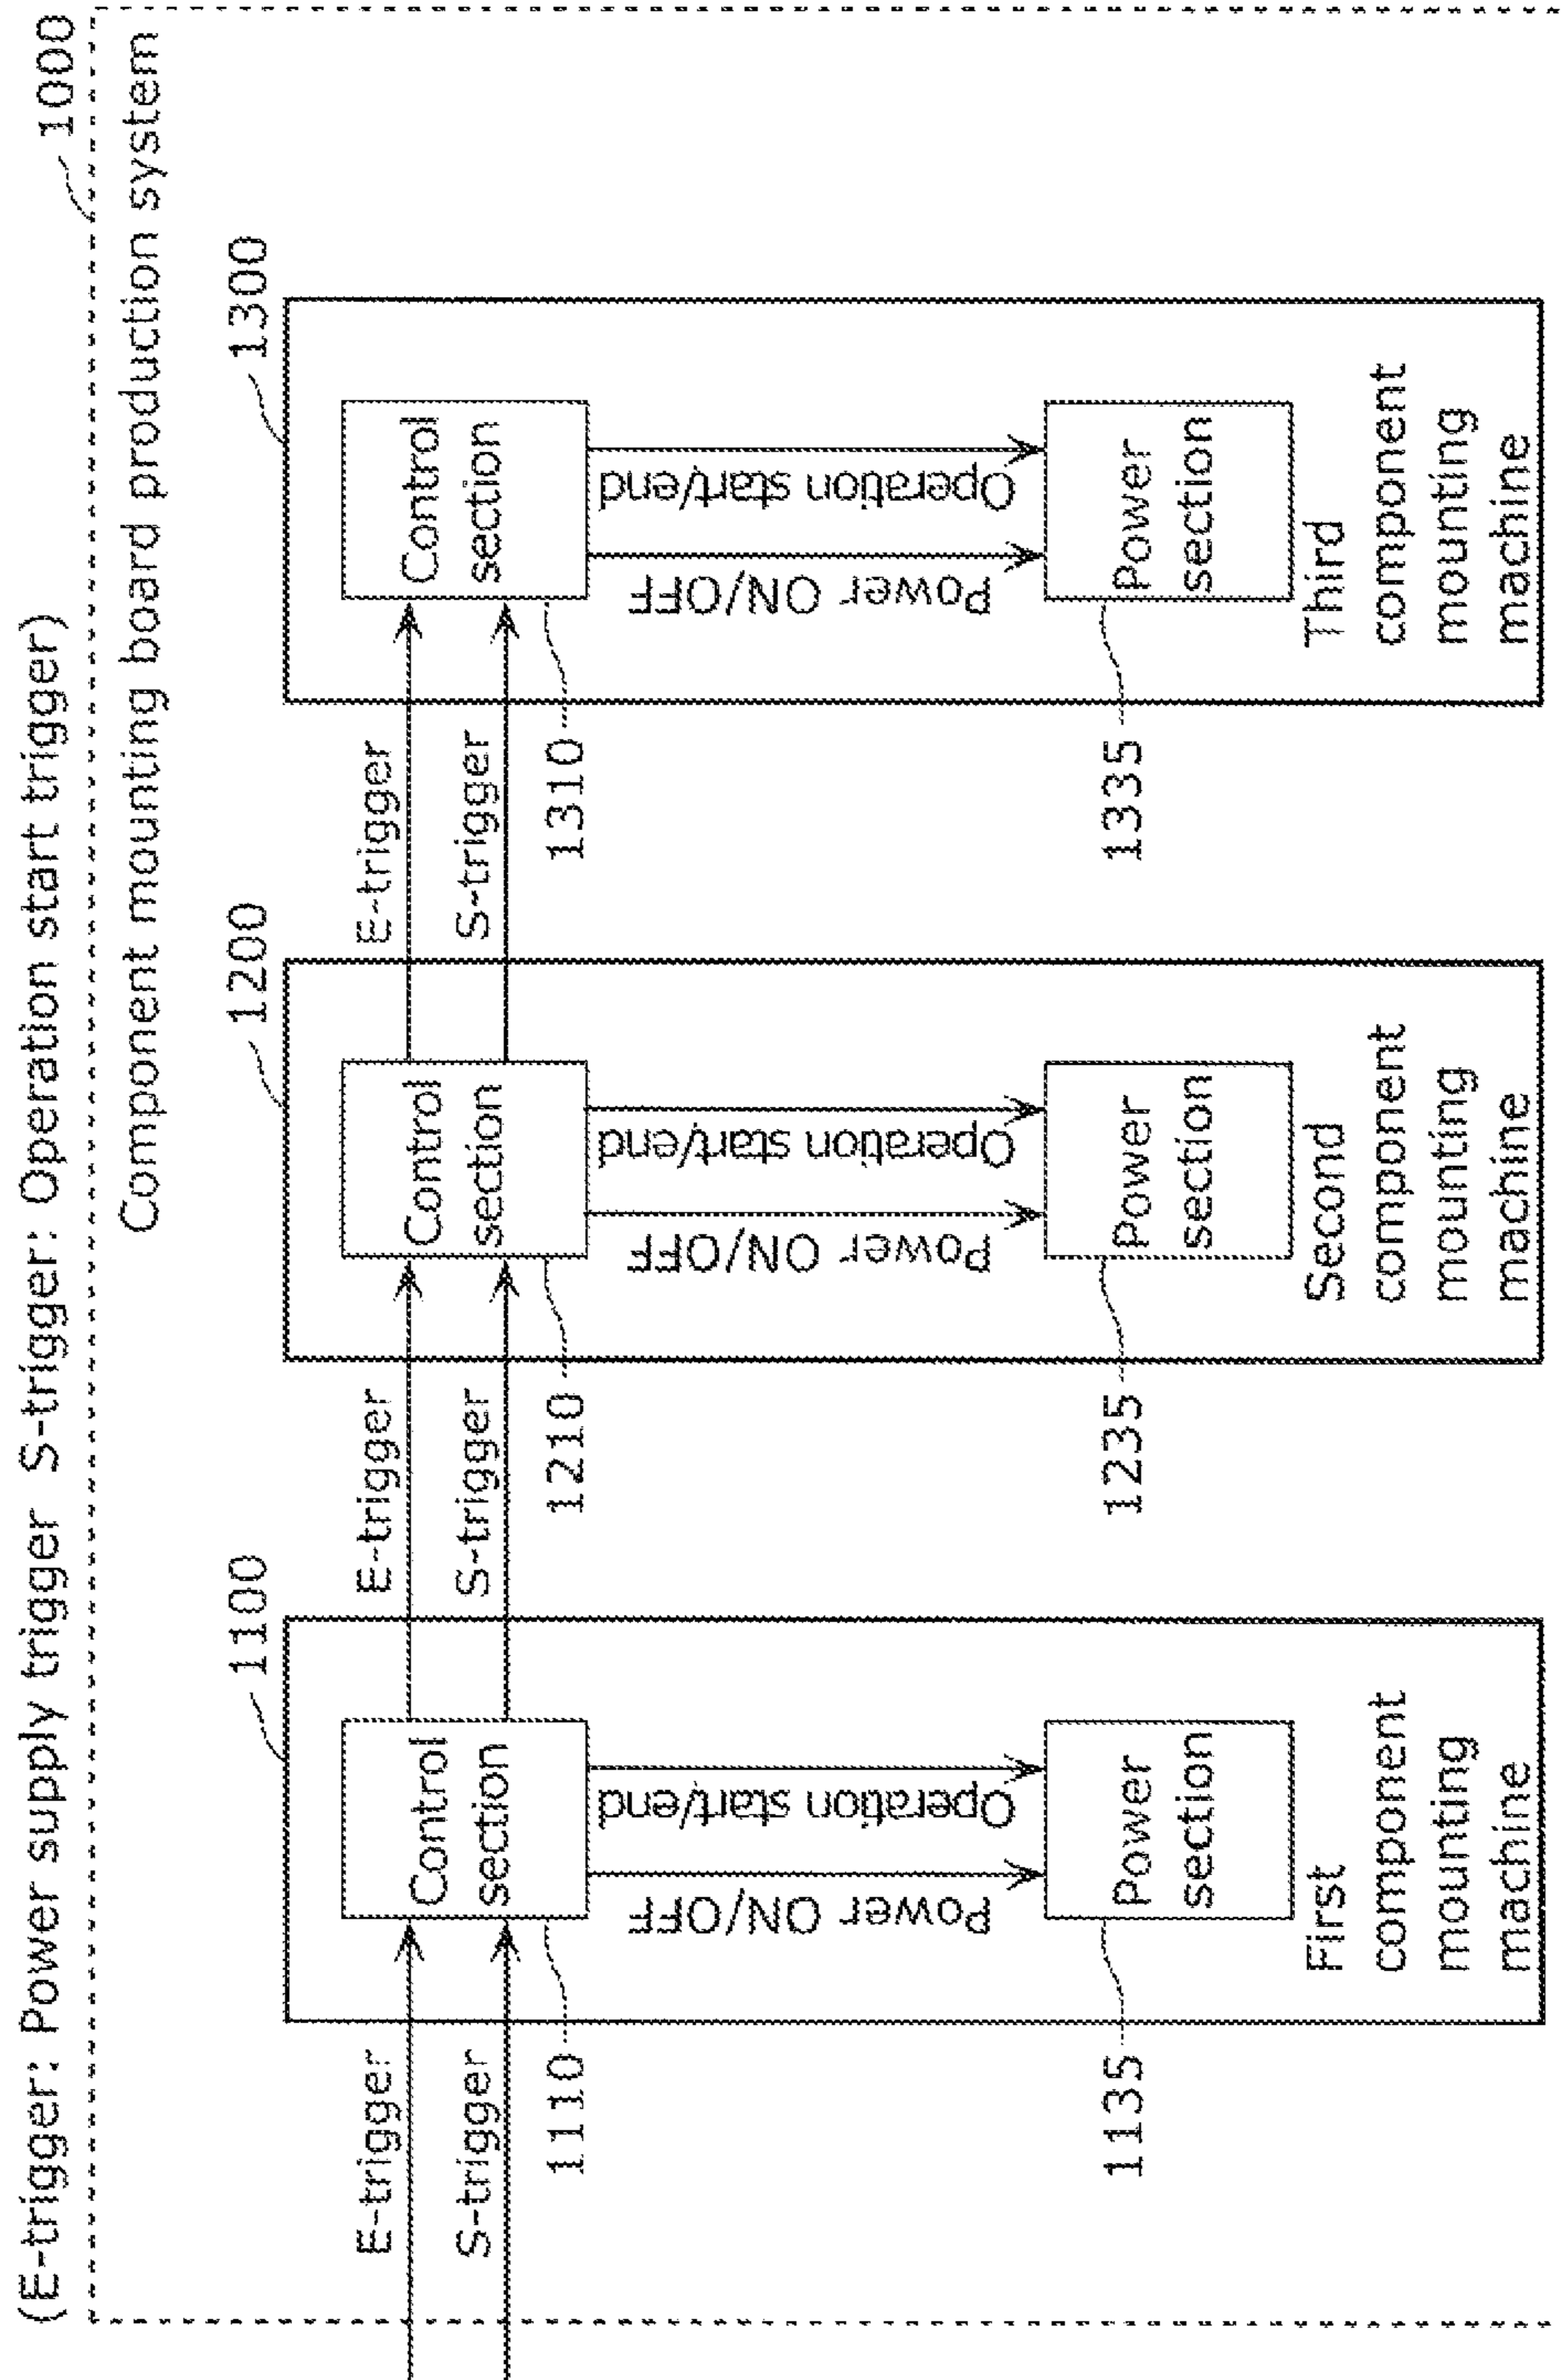 (E-trigger: Power supply trigger S-trigger: Operation start trigger)
1000
Component mounting board production system
1100
1200
1300
E-trigger
S-trigger
Control
section
E-trigger
S-trigger
Control
section
E-trigger
S-trigger
Control
section
1110
1210
1310
Power ON/OFF
Operation start/end
Power ON/OFF
Operation start/end
Power ON/OFF
Operation start/end
1135
Power
section
1235
Power
section
1335
Power
section
First
component
mounting
machine
Second
component
mounting
machine
Third
component
mounting
machine